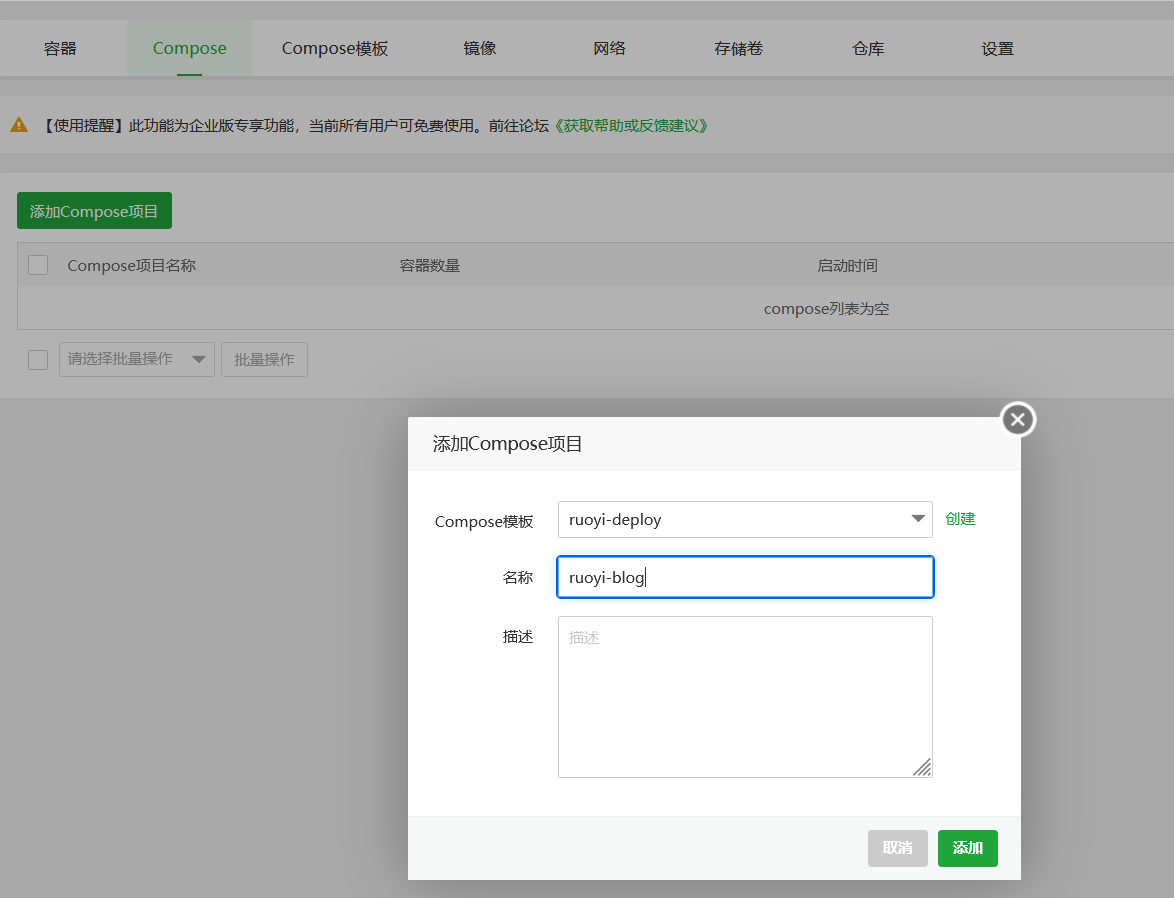 容器 Compose Compose模板 镜像 网络 存储卷 仓库 设置
【使用提醒】此功能为企业版专享功能，当前所有用户可免费使用。前往论坛《获取帮助或反馈建议》
添加Compose项目
Compose项目名称 容器数量 启动时间
compose列表为空
请选择批量操作 批量操作
添加Compose项目
Compose模板 ruoyi-deploy 创建
名称 ruoyi-blog
描述 描述
取消 添加